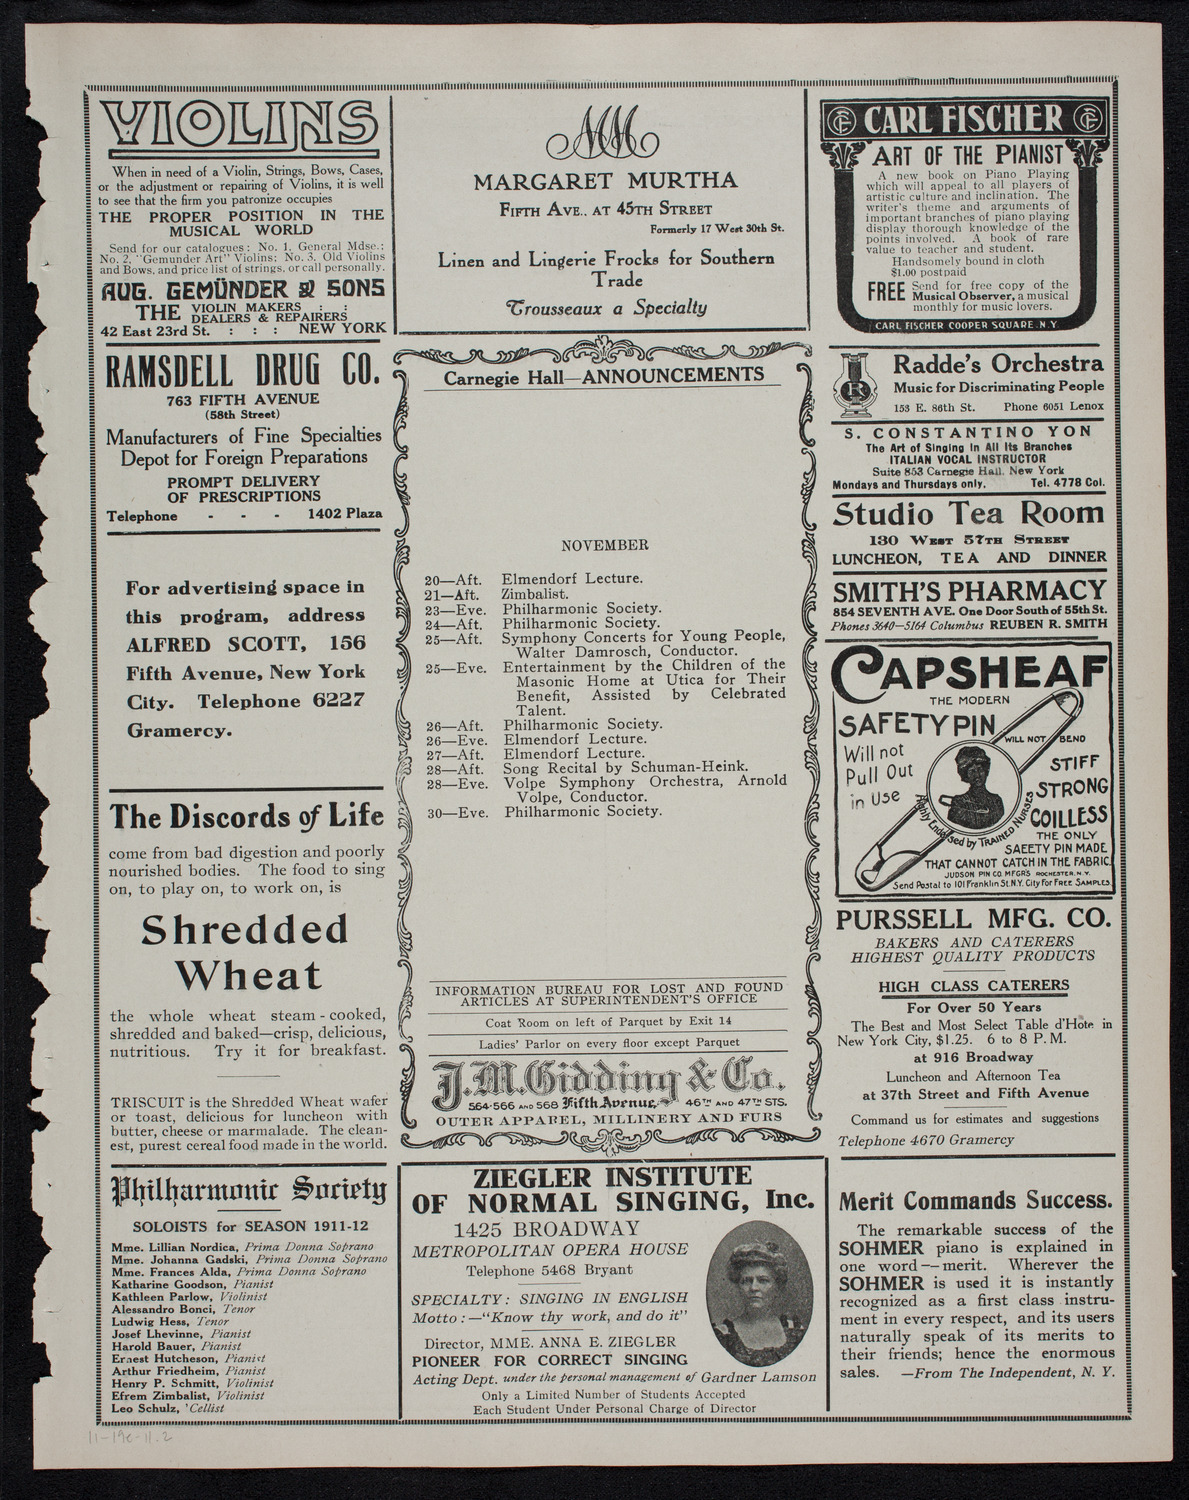 VIOLINS
When in need of a Violin, Strings, Bows, Cases,
or the adjustment or repairing of Violins, it is well
to see that the firm you patronize occupies
THE PROPER POSITION IN THE
MUSICAL WORLD
Send for our catalogues: No. 1, General Mdse.:
No. 2, "Gemunder Art" Violins; No. 3, Old Violins
and Bows, and price list of strings, or call personally.
AUG. GEMÜNDER & SONS
THE VIOLIN MAKERS : :
DEALERS & REPAIRERS
42 East 23rd St. : : : NEW YORK
RAMSDELL DRUG CO.
763 FIFTH AVENUE
(58th Street)
Manufacturers of Fine Specialties
Depot for Foreign Preparations
PROMPT DELIVERY
OF PRESCRIPTIONS
Telephone - - - 1402 Plaza
For advertising space in
this program, address
ALFRED SCOTT, 156
Fifth Avenue, New York
City. Telephone 6227
Gramercy.
The Discords of Life
come from bad digestion and poorly
nourished bodies. The food to sing
on, to play on, to work on, is
Shredded
Wheat
the whole wheat steam-cooked,
shredded and baked—crisp, delicious,
nutritious. Try it for breakfast.
TRISCUIT is the Shredded Wheat wafer
or toast, delicious for luncheon with
butter, cheese or marmalade. The clean-
est, purest cereal food made in the world.
Philharmonic Society
SOLOISTS for SEASON 1911-12
Mme. Lillian Nordica, Prima Donna Soprano
Mme. Johanna Gadski, Prima Donna Soprano
Mme. Frances Alda, Prima Donna Soprano
Katharine Goodson, Pianist
Kathleen Parlow, Violinist
Alessandro Bonci, Tenor
Ludwig Hess, Tenor
Josef Lhevinne, Pianist
Harold Bauer, Pianist
Ernest Hutcheson, Pianist
Arthur Friedheim, Pianist
Henry P. Schmitt, Violinist
Efrem Zimbalist, Violinist
Leo Schulz, 'Cellist
MM
MARGARET MURTHA
FIFTH AVE., AT 45TH STREET
Formerly 17 West 30th St.
Linen and Lingerie Frocks for Southern
Trade
Trousseaux a Specialty
Carnegie Hall—ANNOUNCEMENTS
NOVEMBER
20—Aft. Elmendorf Lecture.
21—Aft. Zimbalist.
23—Eve. Philharmonic Society.
24—Aft. Philharmonic Society.
25—Aft. Symphony Concerts for Young People,
Walter Damrosch, Conductor.
25—Eve. Entertainment by the Children of the
Masonic Home at Utica for Their
Benefit, Assisted by Celebrated
Talent.
26—Aft. Philharmonic Society.
26—Eve. Elmendorf Lecture.
27—Aft. Elmendorf Lecture.
28—Aft. Song Recital by Schuman-Heink.
28—Eve. Volpe Symphony Orchestra, Arnold
Volpe, Conductor.
30—Eve. Philharmonic Society.
INFORMATION BUREAU FOR LOST AND FOUND
ARTICLES AT SUPERINTENDENT'S OFFICE
Coat Room on left of Parquet by Exit 14
Ladies' Parlor on every floor except Parquet
J. M. Gidding & Co.
564-566 AND 568 Fifth Avenue, 46TH AND 47TH STS.
OUTER APPAREL, MILLINERY AND FURS
ZIEGLER INSTITUTE
OF NORMAL SINGING, Inc.
1425 BROADWAY
METROPOLITAN OPERA HOUSE
Telephone 5468 Bryant
SPECIALTY: SINGING IN ENGLISH
Motto:—"Know thy work, and do it"
Director, MME. ANNA E. ZIEGLER
PIONEER FOR CORRECT SINGING
Acting Dept. under the personal management of Gardner Lamson
Only a Limited Number of Students Accepted
Each Student Under Personal Charge of Director
CF CARL FISCHER CF
ART OF THE PIANIST
A new book on Piano Playing
which will appeal to all players of
artistic culture and inclination. The
writer's theme and arguments of
important branches of piano playing
display thorough knowledge of the
points involved. A book of rare
value to teacher and student.
Handsomely bound in cloth
$1.00 postpaid
FREE Send for free copy of the
Musical Observer, a musical
monthly for music lovers.
CARL FISCHER COOPER SQUARE, N.Y.
R
Radde's Orchestra
Music for Discriminating People
153 E. 86th St. Phone 6051 Lenox
S. CONSTANTINO YON
The Art of Singing in All Its Branches
ITALIAN VOCAL INSTRUCTOR
Suite 853 Carnegie Hall, New York
Mondays and Thursdays only. Tel. 4778 Col.
Studio Tea Room
130 WEST 57TH STREET
LUNCHEON, TEA AND DINNER
SMITH'S PHARMACY
854 SEVENTH AVE. One Door South of 55th St.
Phones 3640—5164 Columbus REUBEN R. SMITH
CAPSHEAF
THE MODERN
SAFETY PIN
WILL NOT BEND
Will not
Pull Out
in Use
STIFF
STRONG
COILLESS
Highly Endorsed by TRAINED NURSES
THE ONLY
SAFETY PIN MADE
THAT CANNOT CATCH IN THE FABRIC.
JUDSON PIN CO. MFGRS ROCHESTER, N.Y.
Send Postal to 101 Franklin St. N.Y. City For FREE SAMPLES.
PURSSELL MFG. CO.
BAKERS AND CATERERS
HIGHEST QUALITY PRODUCTS
HIGH CLASS CATERERS
For Over 50 Years
The Best and Most Select Table d'Hote in
New York City, $1.25. 6 to 8 P. M.
at 916 Broadway
Luncheon and Afternoon Tea
at 37th Street and Fifth Avenue
Command us for estimates and suggestions
Telephone 4670 Gramercy
Merit Commands Success.
The remarkable success of the
SOHMER piano is explained in
one word—merit. Wherever the
SOHMER is used it is instantly
recognized as a first class instru-
ment in every respect, and its users
naturally speak of its merits to
their friends; hence the enormous
sales. —From The Independent, N. Y.
11-19e-11-2